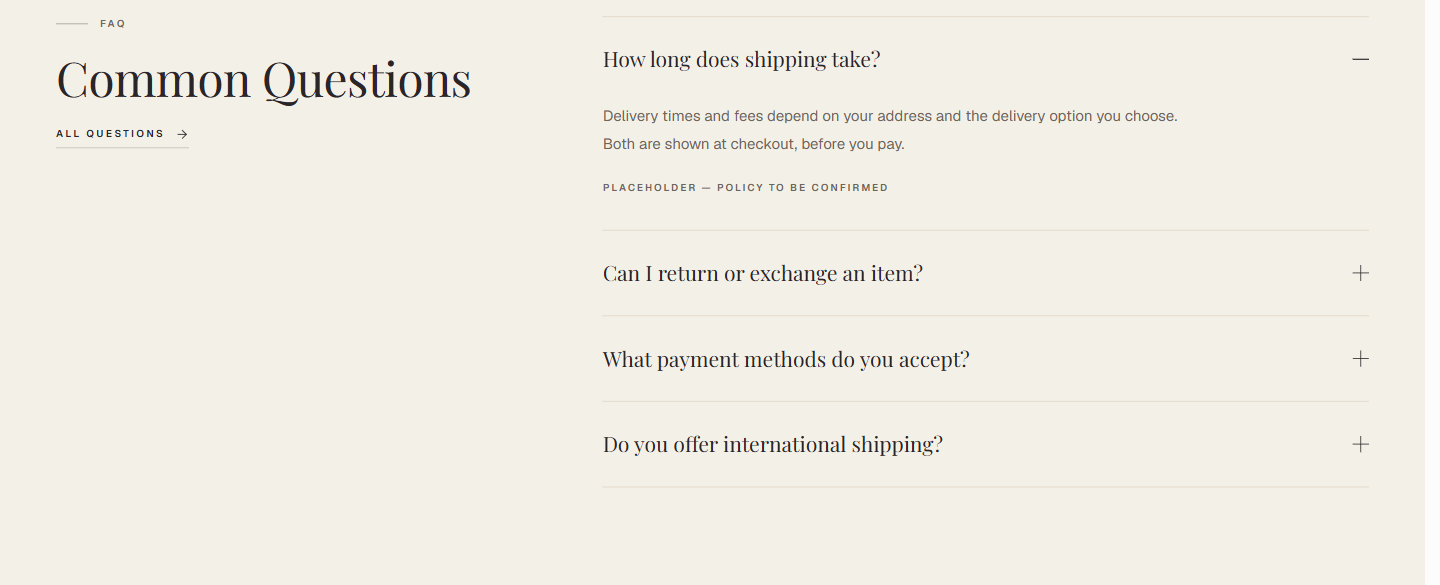 FAQ
Common Questions
ALL QUESTIONS
How long does shipping take?
Delivery times and fees depend on your address and the delivery option you choose.
Both are shown at checkout, before you pay.
PLACEHOLDER — POLICY TO BE CONFIRMED
Can I return or exchange an item?
What payment methods do you accept?
Do you offer international shipping?